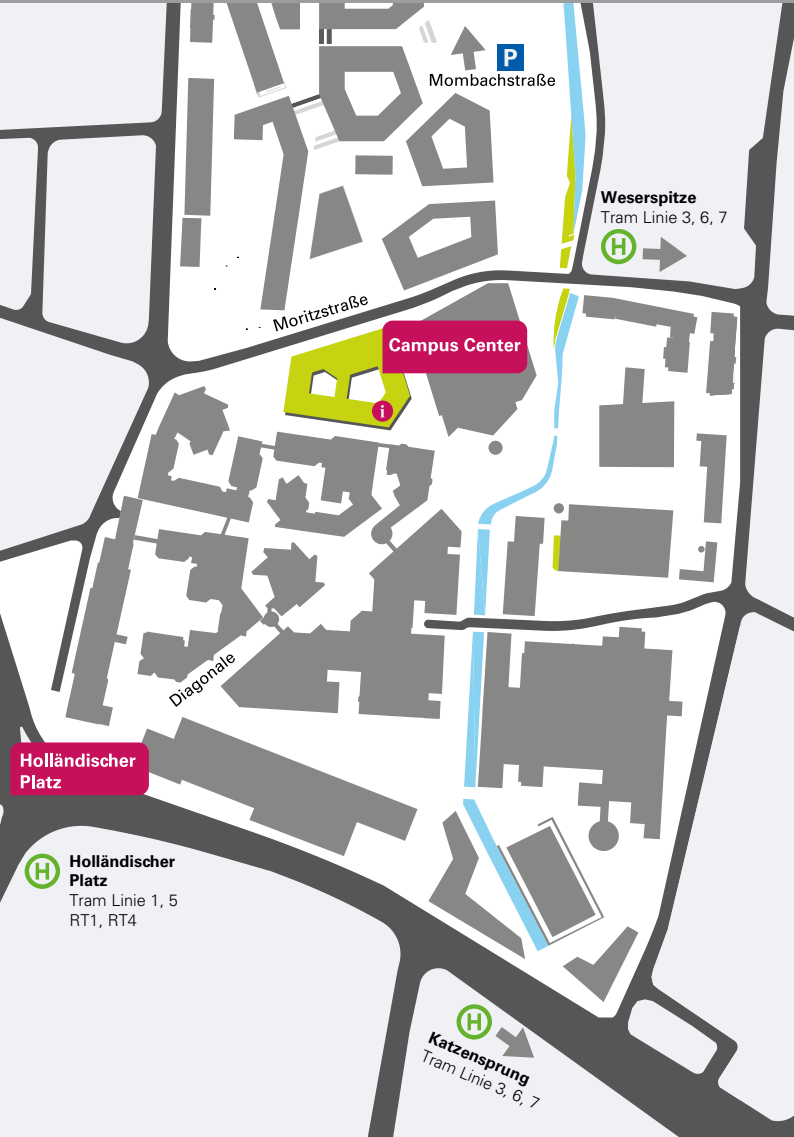 P
Mombachstraße
Weserspitze
Tram Linie 3, 6, 7
H
Moritzstraße
Campus Center
i
Diagonale
Holländischer
Platz
H
Holländischer
Platz
Tram Linie 1, 5
RT1, RT4
H
Katzensprung
Tram Linie 3, 6, 7